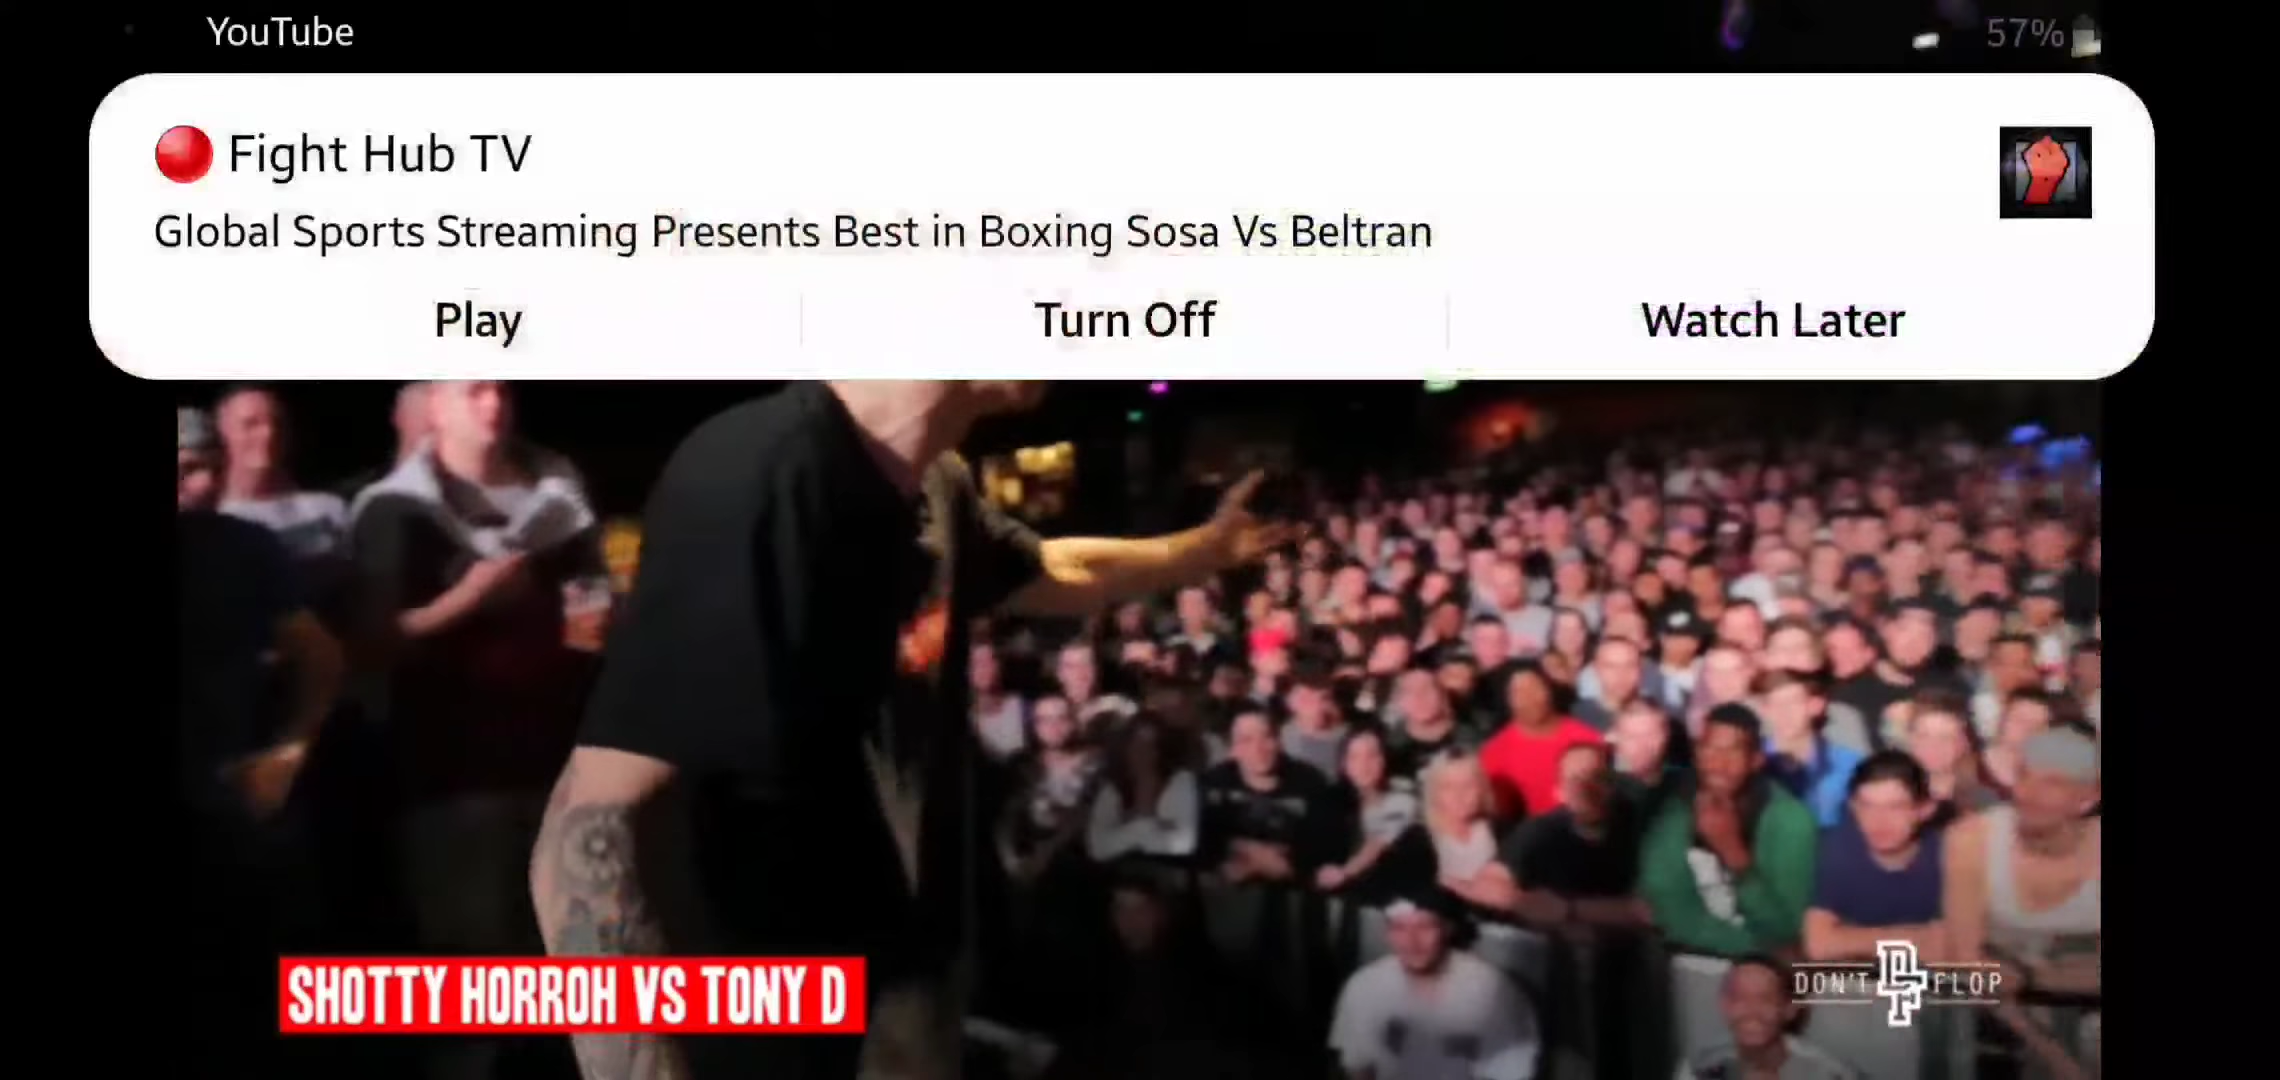 YouTube
57%
Fight Hub TV
Global Sports Streaming Presents Best in Boxing Sosa Vs Beltran
Play
Turn Off
Watch Later
SHOTTY HORROH VS TONY D
DON'T DF FLOP